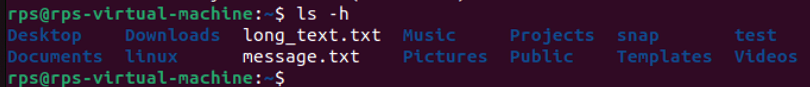 rps@rps-virtual-machine:~$ ls -h
Desktop    Downloads  long_text.txt  Music     Projects  snap       test
Documents  linux      message.txt    Pictures  Public    Templates  Videos
rps@rps-virtual-machine:~$